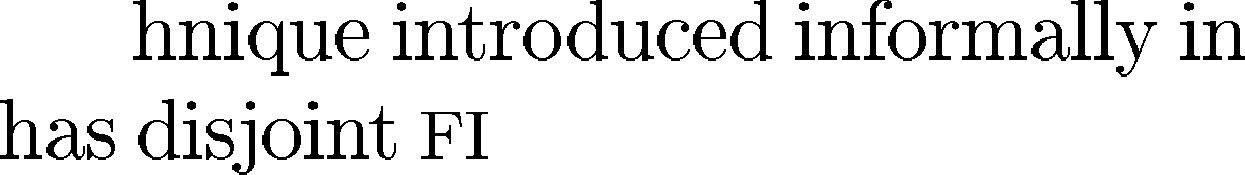 hnique introduced informally in
has disjoint FI